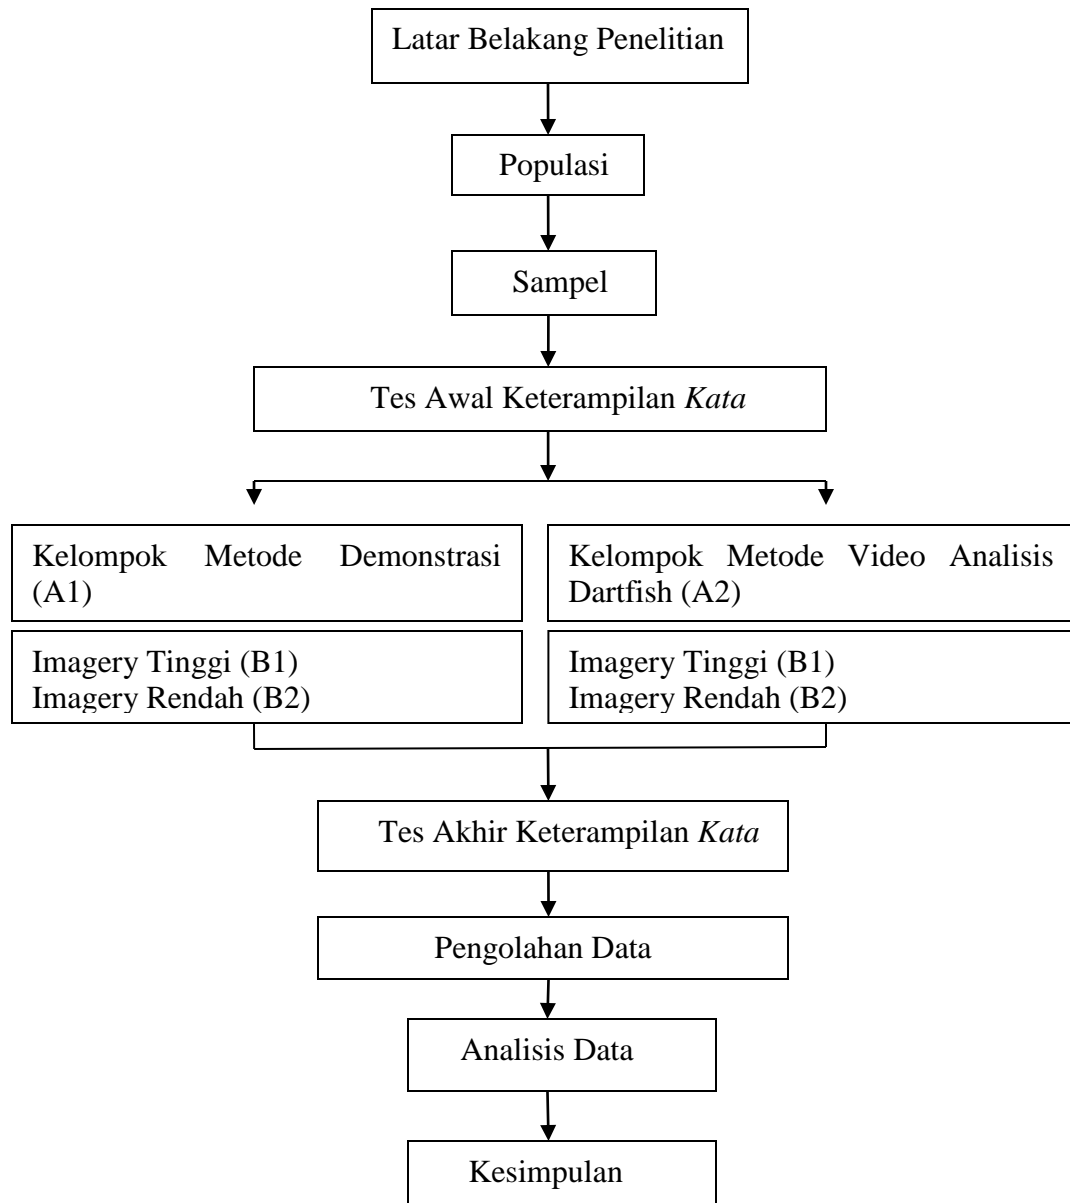 Latar Belakang Penelitian
Populasi
Sampel
Tes Awal Keterampilan Kata
Kelompok Metode Demonstrasi
(A1)
Imagery Tinggi (B1)
Imagery Rendah (B2)
Kelompok Metode Video Analisis
Dartfish (A2)
Imagery Tinggi (B1)
Imagery Rendah (B2)
Tes Akhir Keterampilan Kata
Pengolahan Data
Analisis Data
Kesimpulan